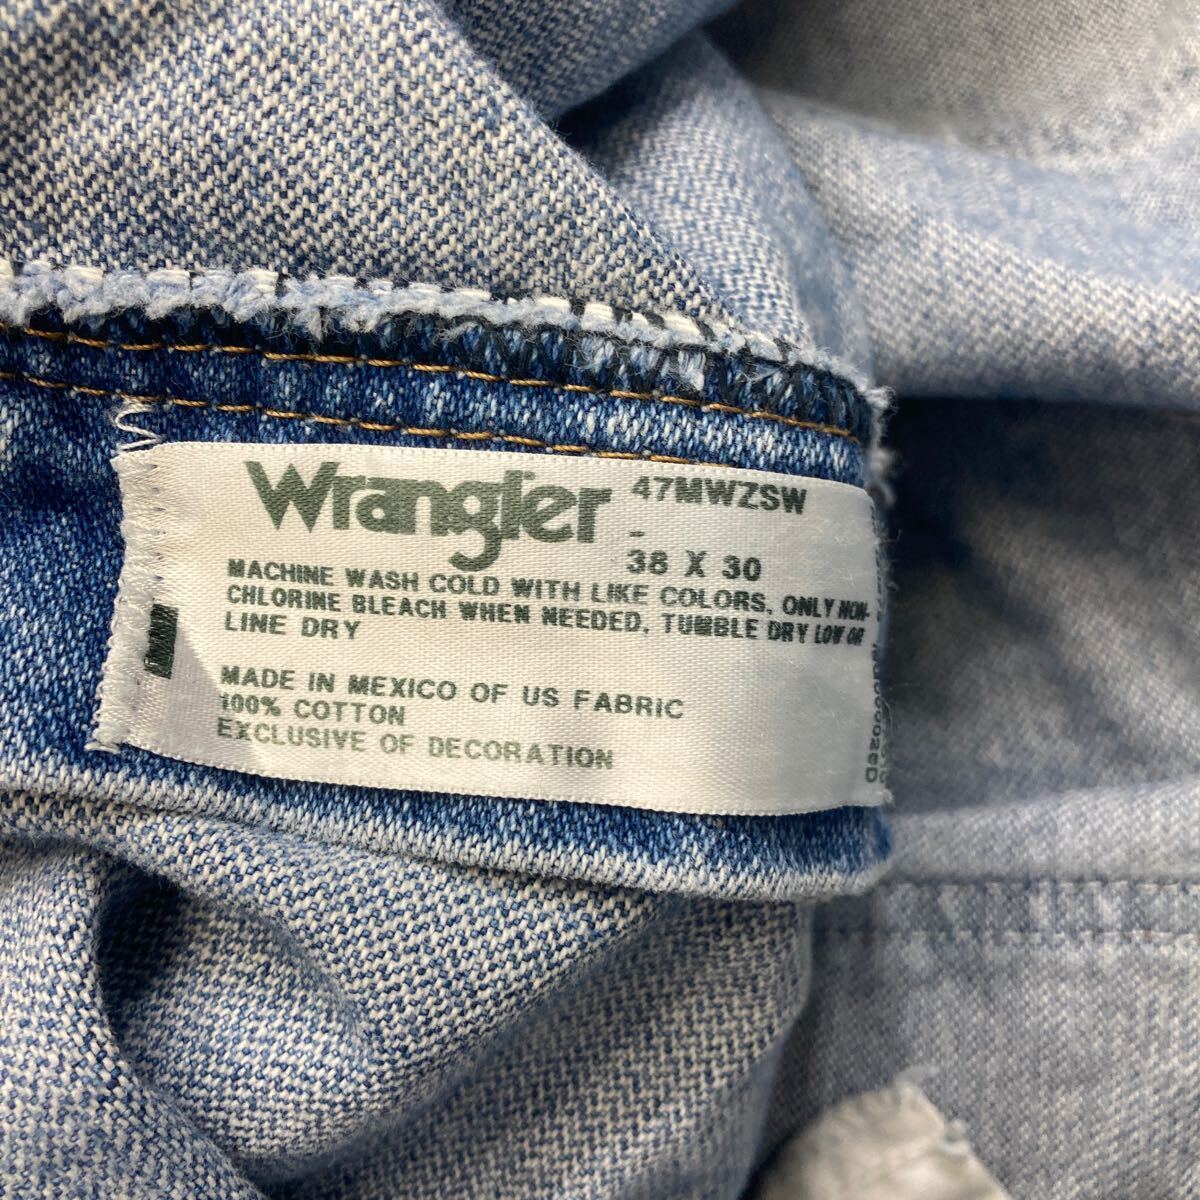 Wrangler 47MWZSW
-
38 X 30
MACHINE WASH COLD WITH LIKE COLORS, ONLY NON-
CHLORINE BLEACH WHEN NEEDED, TUMBLE DRY LOW OR
LINE DRY
MADE IN MEXICO OF US FABRIC
100% COTTON
EXCLUSIVE OF DECORATION